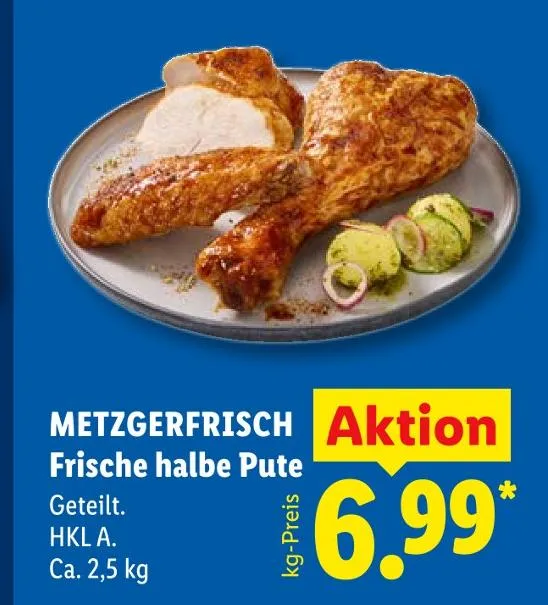 METZGERFRISCH
Frische halbe Pute
Geteilt.
HKL A.
Ca. 2,5 kg
Aktion
kg-Preis
6.99*